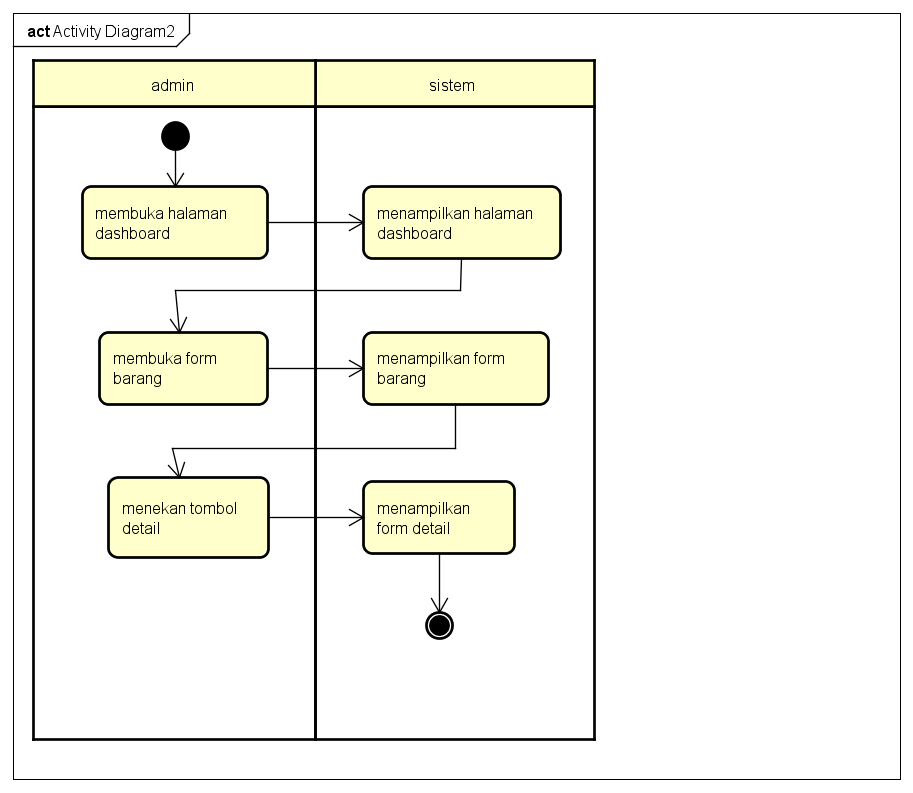 act Activity Diagram2
admin
sistem
membuka halaman
dashboard
menampilkan halaman
dashboard
membuka form
barang
menampilkan form
barang
menekan tombol
detail
menampilkan
form detail